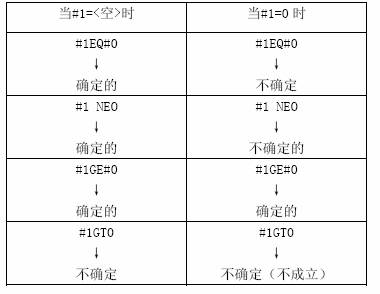 当#1=<空>时 当#1=0时
#1EQ#0 #1EQ#0
↓ ↓
确定的 不确定
#1 NE0 #1 NE0
↓ ↓
确定的 不确定的
#1GE#0 #1GE#0
↓ ↓
确定的 确定的
#1GT0 #1GT0
↓ ↓
不确定 不确定（不成立）